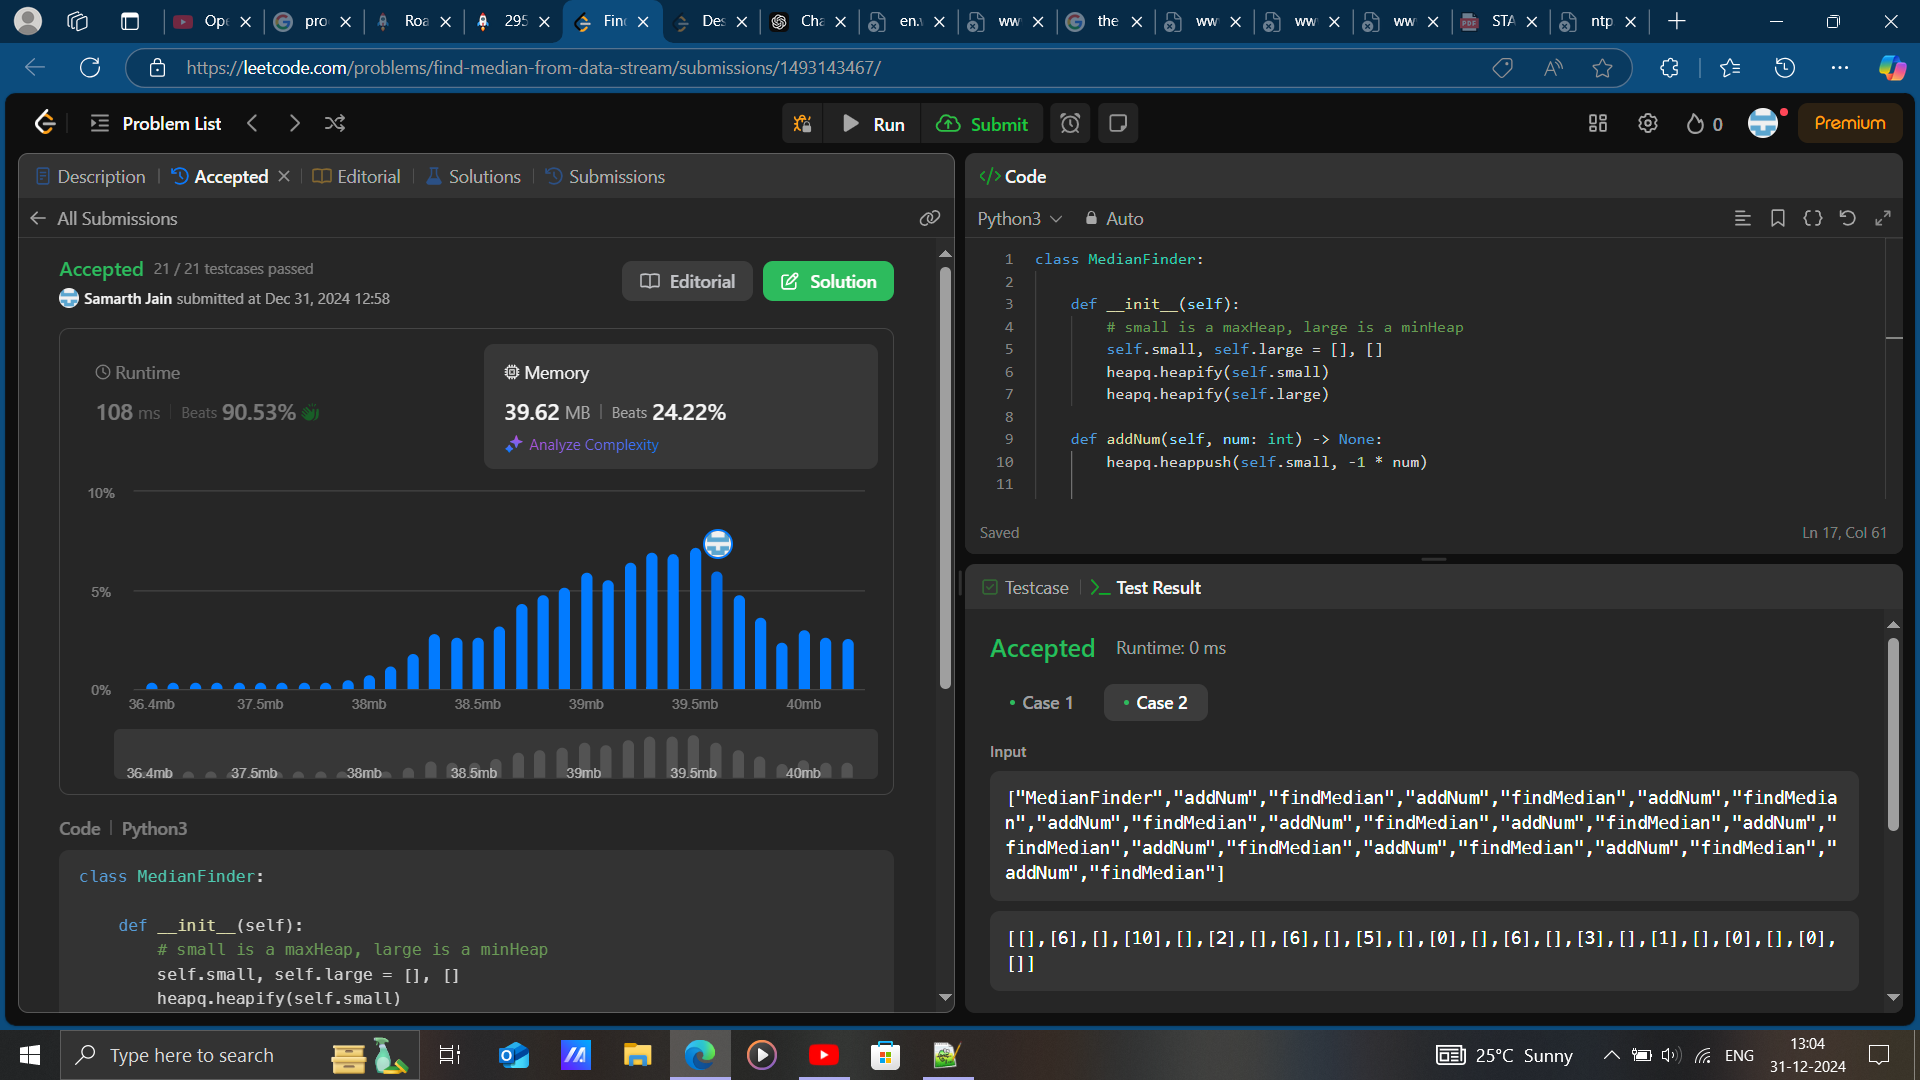 Ope
pro
Roa
295
Fin
Des
Cha
en.
ww
the
ww
ww
ww
STA
ntp
https://leetcode.com/problems/find-median-from-data-stream/submissions/1493143467/
Problem List
Run
Submit
0
Premium
Description
Accepted
Editorial
Solutions
Submissions
All Submissions
Accepted 21 / 21 testcases passed
Samarth Jain submitted at Dec 31, 2024 12:58
Editorial
Solution
Runtime
108 ms | Beats 90.53%
Memory
39.62 MB | Beats 24.22%
Analyze Complexity
10%
5%
0%
36.4mb 37.5mb 38mb 38.5mb 39mb 39.5mb 40mb
36.4mb 37.5mb 38mb 38.5mb 39mb 39.5mb 40mb
Code | Python3
class MedianFinder:
def __init__(self):
# small is a maxHeap, large is a minHeap
self.small, self.large = [], []
heapq.heapify(self.small)
</> Code
Python3
Auto
1 class MedianFinder:
2
3 def __init__(self):
4 # small is a maxHeap, large is a minHeap
5 self.small, self.large = [], []
6 heapq.heapify(self.small)
7 heapq.heapify(self.large)
8
9 def addNum(self, num: int) -> None:
10 heapq.heappush(self.small, -1 * num)
11
Saved
Ln 17, Col 61
Testcase
>_ Test Result
Accepted Runtime: 0 ms
• Case 1
• Case 2
Input
["MedianFinder","addNum","findMedian","addNum","findMedian","addNum","findMedia
n","addNum","findMedian","addNum","findMedian","addNum","findMedian","addNum","
findMedian","addNum","findMedian","addNum","findMedian","addNum","findMedian","
addNum","findMedian"]
[[],[6],[],[10],[],[2],[],[6],[],[5],[],[0],[],[6],[],[3],[],[1],[],[0],[],[0],
[]]
Type here to search
25°C Sunny
ENG
13:04
31-12-2024